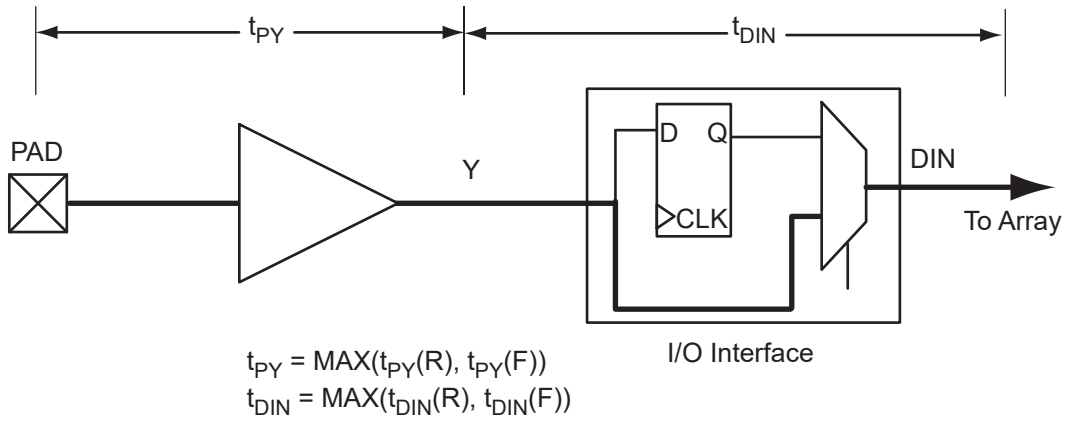 tPY
tDIN
PAD
Y
D Q
CLK
DIN
To Array
I/O Interface
tPY = MAX(tPY(R), tPY(F))
tDIN = MAX(tDIN(R), tDIN(F))